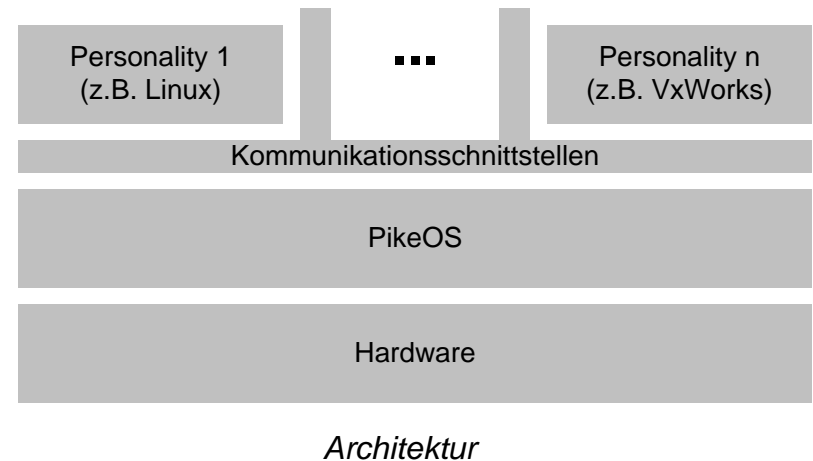 Personality 1
(z.B. Linux)
...
Personality n
(z.B. VxWorks)
Kommunikationsschnittstellen
PikeOS
Hardware
Architektur